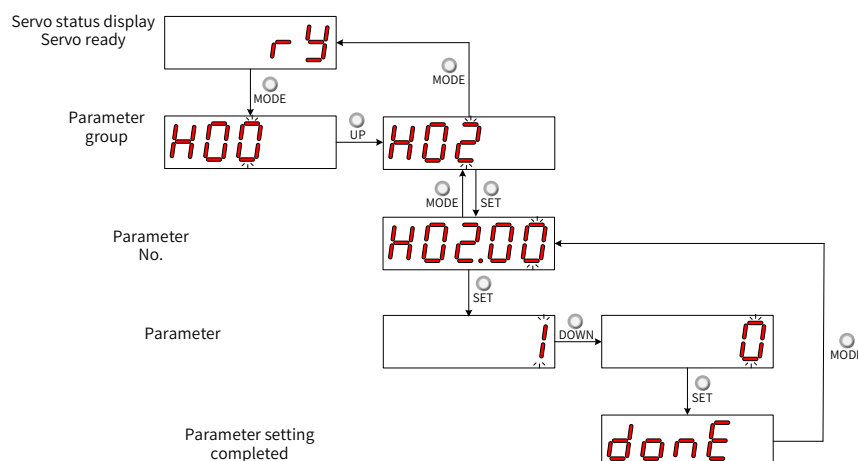 Servo status display
Servo ready
rY
MODE
MODE
Parameter
group
H00
UP
H02
MODE
SET
Parameter
No.
H02.00
SET
Parameter
1
DOWN
0
MODE
SET
Parameter setting
completed
donE